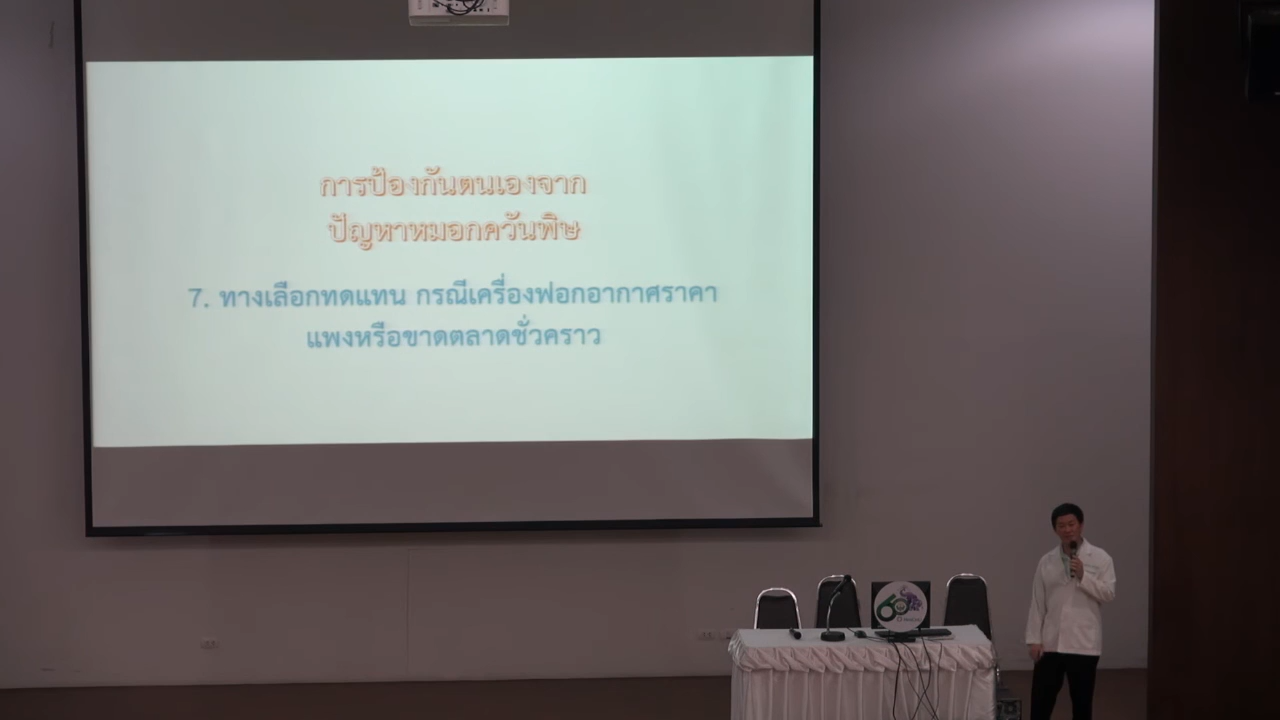 การป้องกันตนเองจาก
ปัญหาหมอกควันพิษ
7. ทางเลือกทดแทน กรณีเครื่องฟอกอากาศราคา
แพงหรือขาดตลาดชั่วคราว
60